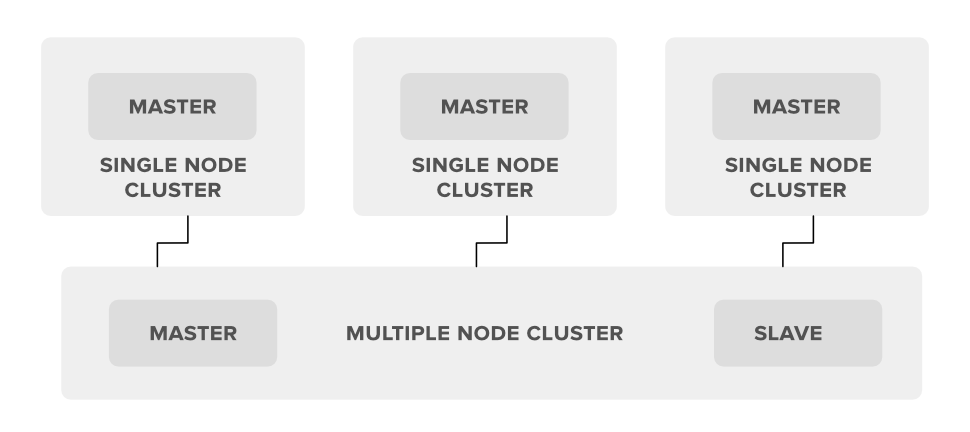 MASTER
SINGLE NODE
CLUSTER
MASTER
SINGLE NODE
CLUSTER
MASTER
SINGLE NODE
CLUSTER
MASTER
MULTIPLE NODE CLUSTER
SLAVE